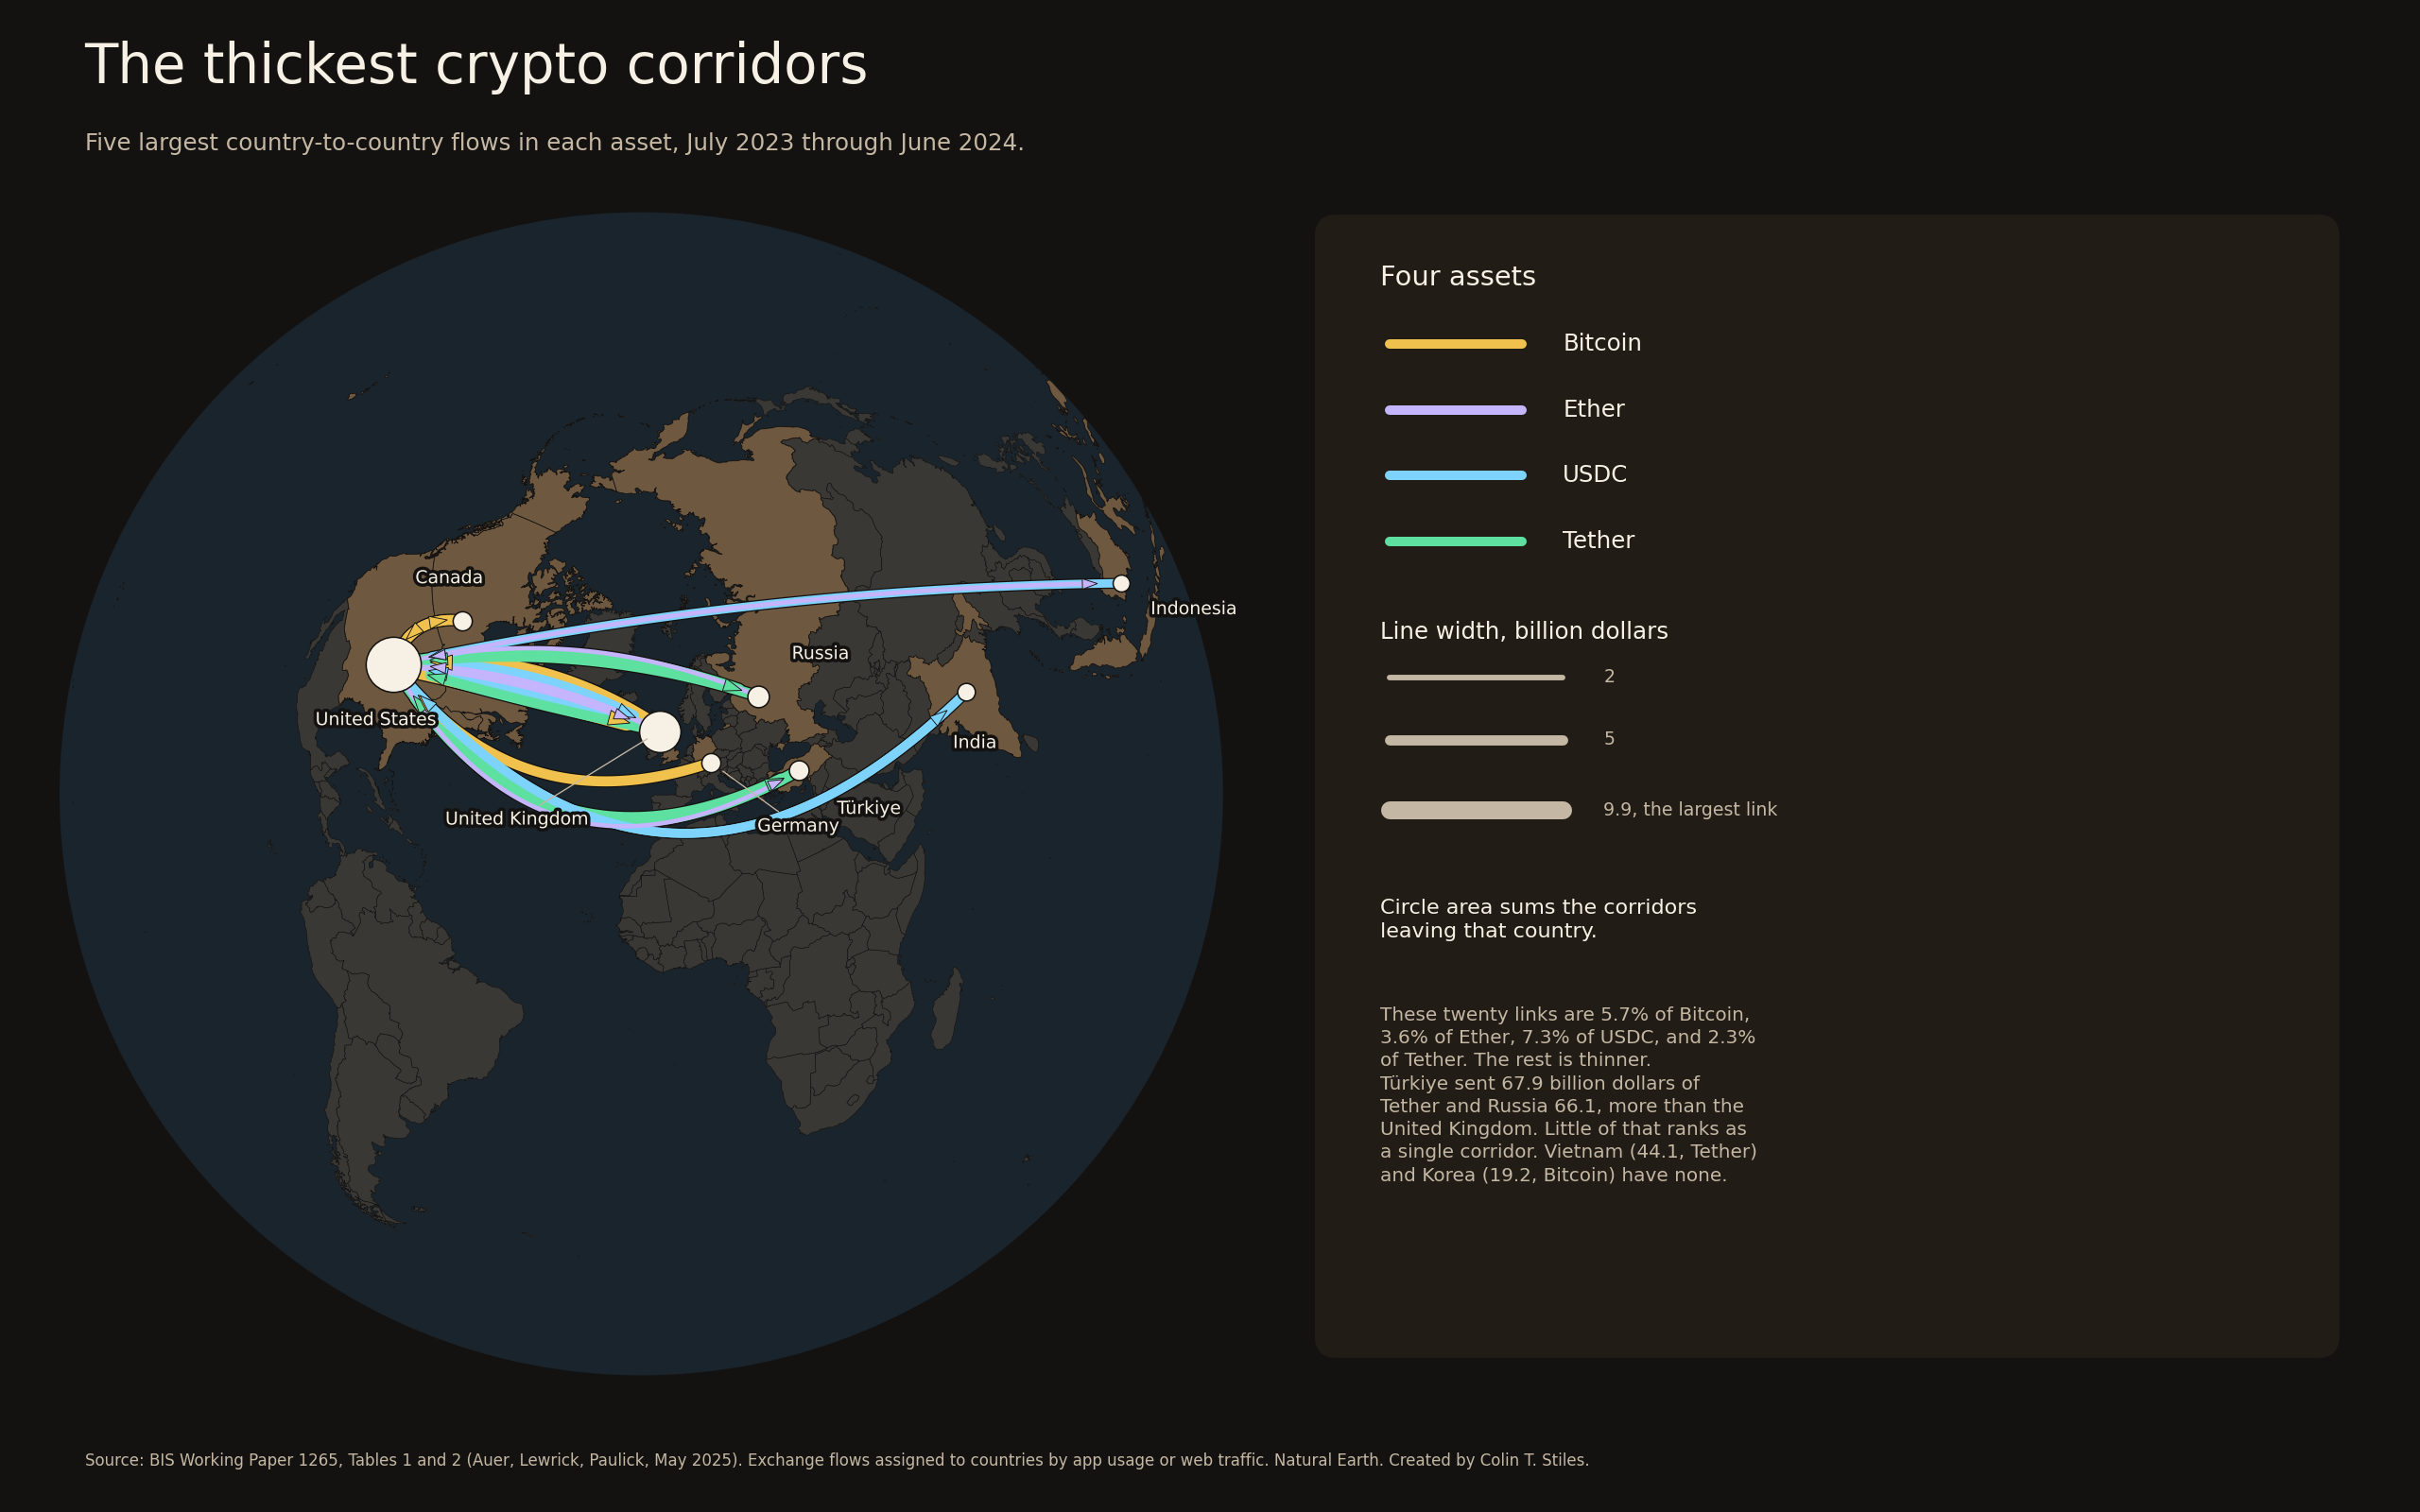 The thickest crypto corridors
Five largest country-to-country flows in each asset, July 2023 through June 2024.
Canada
United States
Russia
Indonesia
India
Türkiye
Germany
United Kingdom
Four assets
Bitcoin
Ether
USDC
Tether
Line width, billion dollars
2
5
9.9, the largest link
Circle area sums the corridors
leaving that country.
These twenty links are 5.7% of Bitcoin,
3.6% of Ether, 7.3% of USDC, and 2.3%
of Tether. The rest is thinner.
Türkiye sent 67.9 billion dollars of
Tether and Russia 66.1, more than the
United Kingdom. Little of that ranks as
a single corridor. Vietnam (44.1, Tether)
and Korea (19.2, Bitcoin) have none.
Source: BIS Working Paper 1265, Tables 1 and 2 (Auer, Lewrick, Paulick, May 2025). Exchange flows assigned to countries by app usage or web traffic. Natural Earth. Created by Colin T. Stiles.